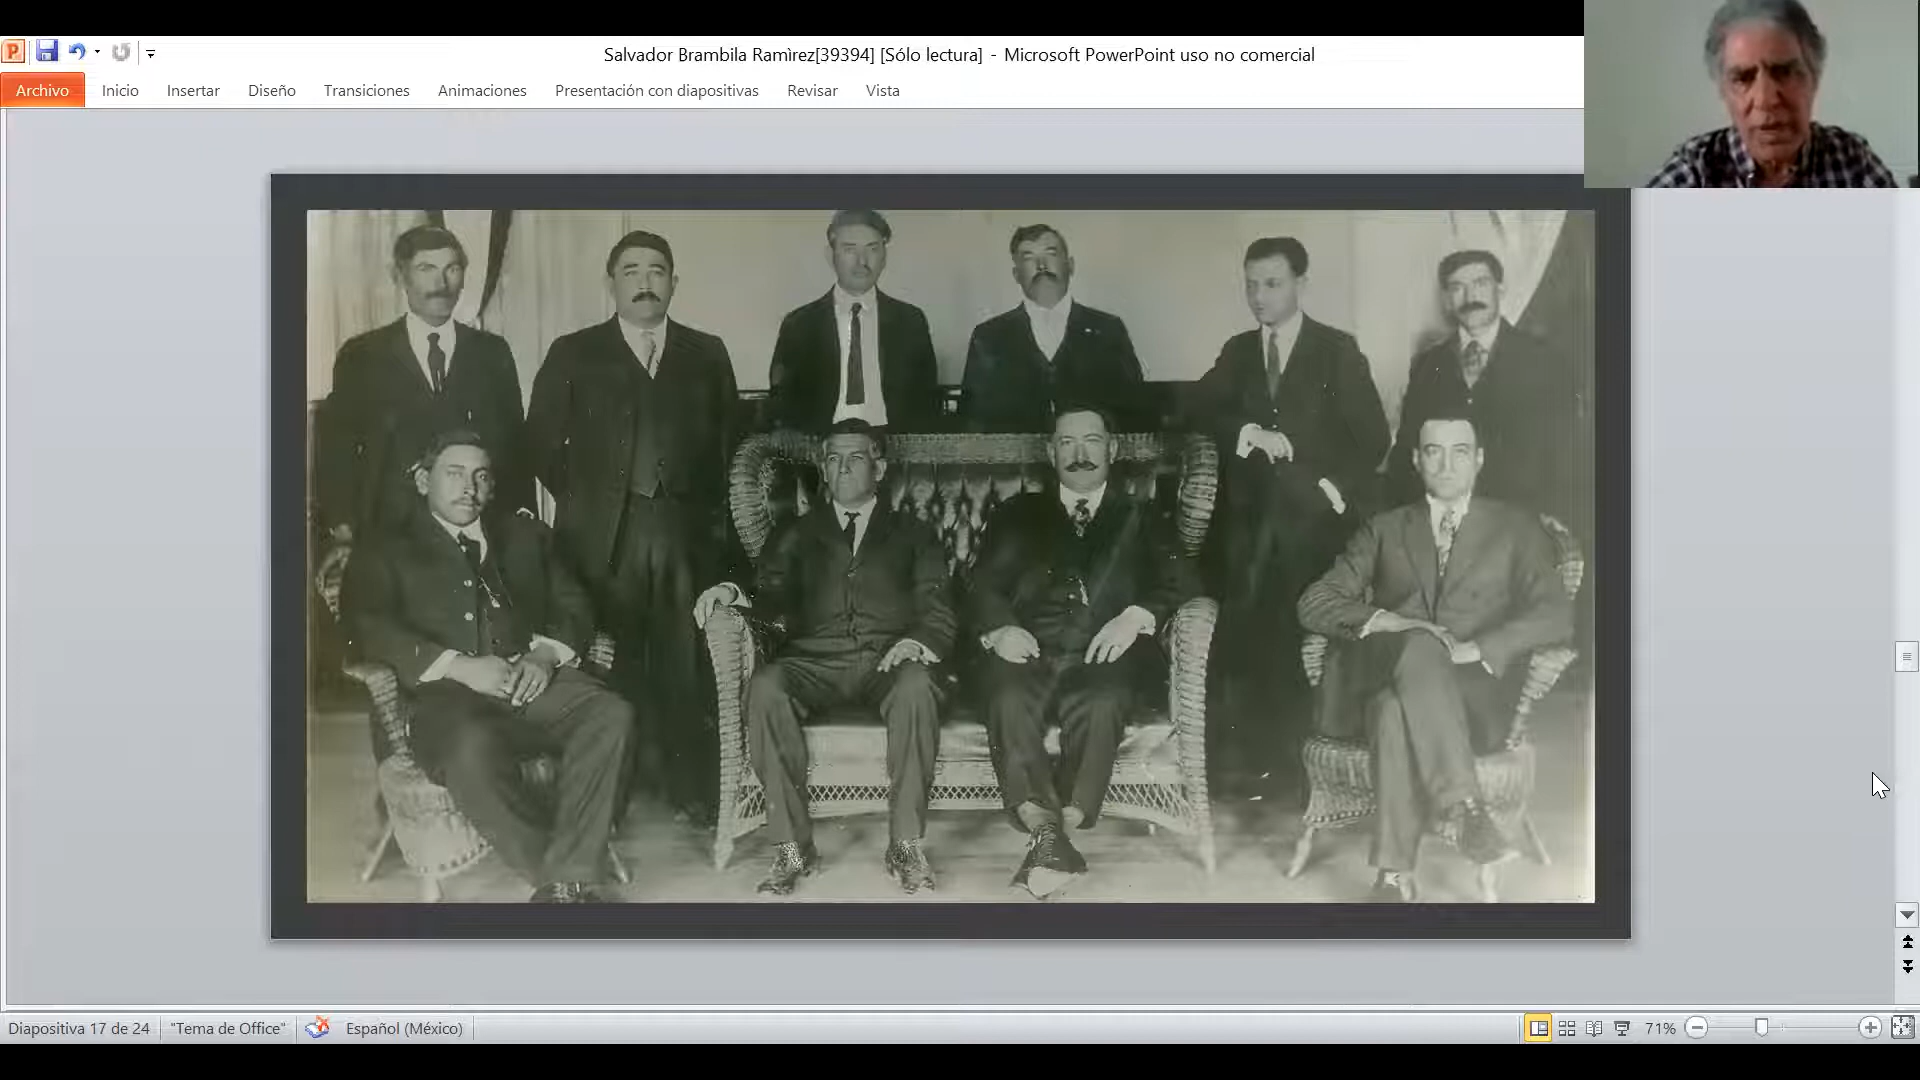 Salvador Brambila Ramìrez[39394] [Sólo lectura] - Microsoft PowerPoint uso no comercial
Archivo Inicio Insertar Diseño Transiciones Animaciones Presentación con diapositivas Revisar Vista
Diapositiva 17 de 24 "Tema de Office" Español (México) 71%